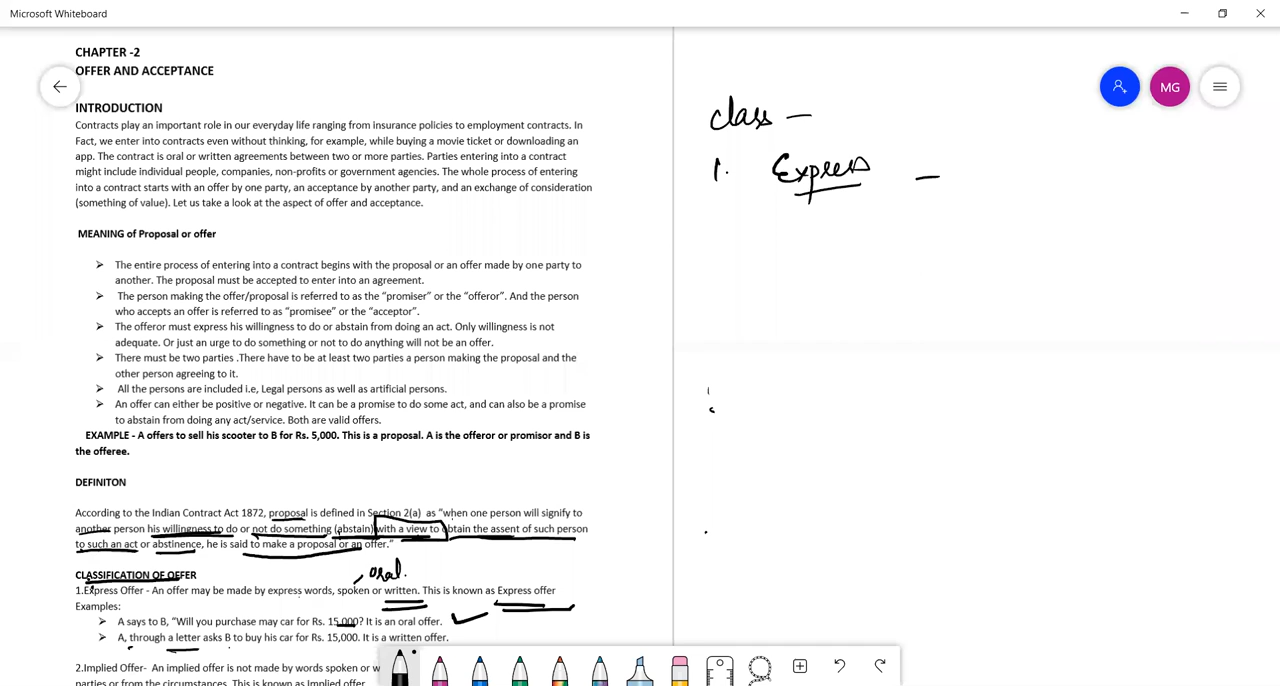 Microsoft Whiteboard
CHAPTER -2
OFFER AND ACCEPTANCE
INTRODUCTION
Contracts play an important role in our everyday life ranging from insurance policies to employment contracts. In
Fact, we enter into contracts even without thinking, for example, while buying a movie ticket or downloading an
app. The contract is oral or written agreements between two or more parties. Parties entering into a contract
might include individual people, companies, non-profits or government agencies. The whole process of entering
into a contract starts with an offer by one party, an acceptance by another party, and an exchange of consideration
(something of value). Let us take a look at the aspect of offer and acceptance.
MEANING of Proposal or offer
➢ The entire process of entering into a contract begins with the proposal or an offer made by one party to
another. The proposal must be accepted to enter into an agreement.
➢ The person making the offer/proposal is referred to as the “promiser” or the “offeror”. And the person
who accepts an offer is referred to as “promisee” or the “acceptor”.
➢ The offeror must express his willingness to do or abstain from doing an act. Only willingness is not
adequate. Or just an urge to do something or not to do anything will not be an offer.
➢ There must be two parties .There have to be at least two parties a person making the proposal and the
other person agreeing to it.
➢ All the persons are included i.e, Legal persons as well as artificial persons.
➢ An offer can either be positive or negative. It can be a promise to do some act, and can also be a promise
to abstain from doing any act/service. Both are valid offers.
EXAMPLE - A offers to sell his scooter to B for Rs. 5,000. This is a proposal. A is the offeror or promisor and B is
the offeree.
DEFINITON
According to the Indian Contract Act 1872, proposal is defined in Section 2(a) as “when one person will signify to
another person his willingness to do or not do something (abstain) with a view to obtain the assent of such person
to such an act or abstinence, he is said to make a proposal or an offer.”
CLASSIFICATION OF OFFER
, oral.
1.Express Offer - An offer may be made by express words, spoken or written. This is known as Express offer
Examples:
➢ A says to B, “Will you purchase may car for Rs. 15,000? It is an oral offer.
➢ A, through a letter asks B to buy his car for Rs. 15,000. It is a written offer.
2.Implied Offer- An implied offer is not made by words spoken or w
parties or from the circumstances. This is known as Implied offer
MG
class –
1. Express –